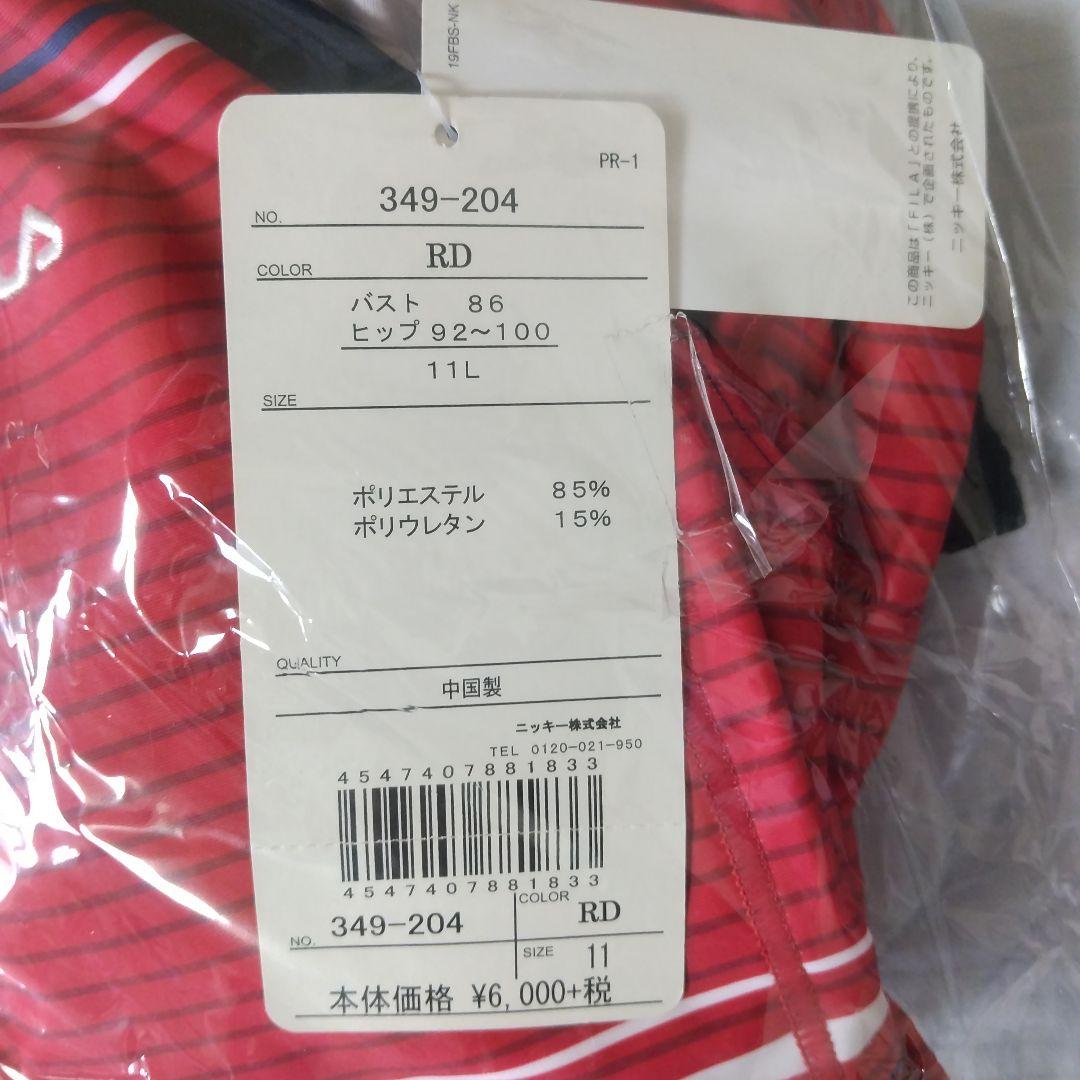 19FBS-NK
この商品は「FILA」との提携により、
ニッキー(株)で企画されたものです。
ニッキー株式会社
PR-1
NO. 349-204
COLOR RD
バスト 86
ヒップ 92～100
11L
SIZE
ポリエステル 85%
ポリウレタン 15%
QUALITY
中国製
ニッキー株式会社
TEL 0120-021-950
4547407881833
4547407881833
NO. 349-204
COLOR RD
SIZE 11
本体価格 ¥6,000+税